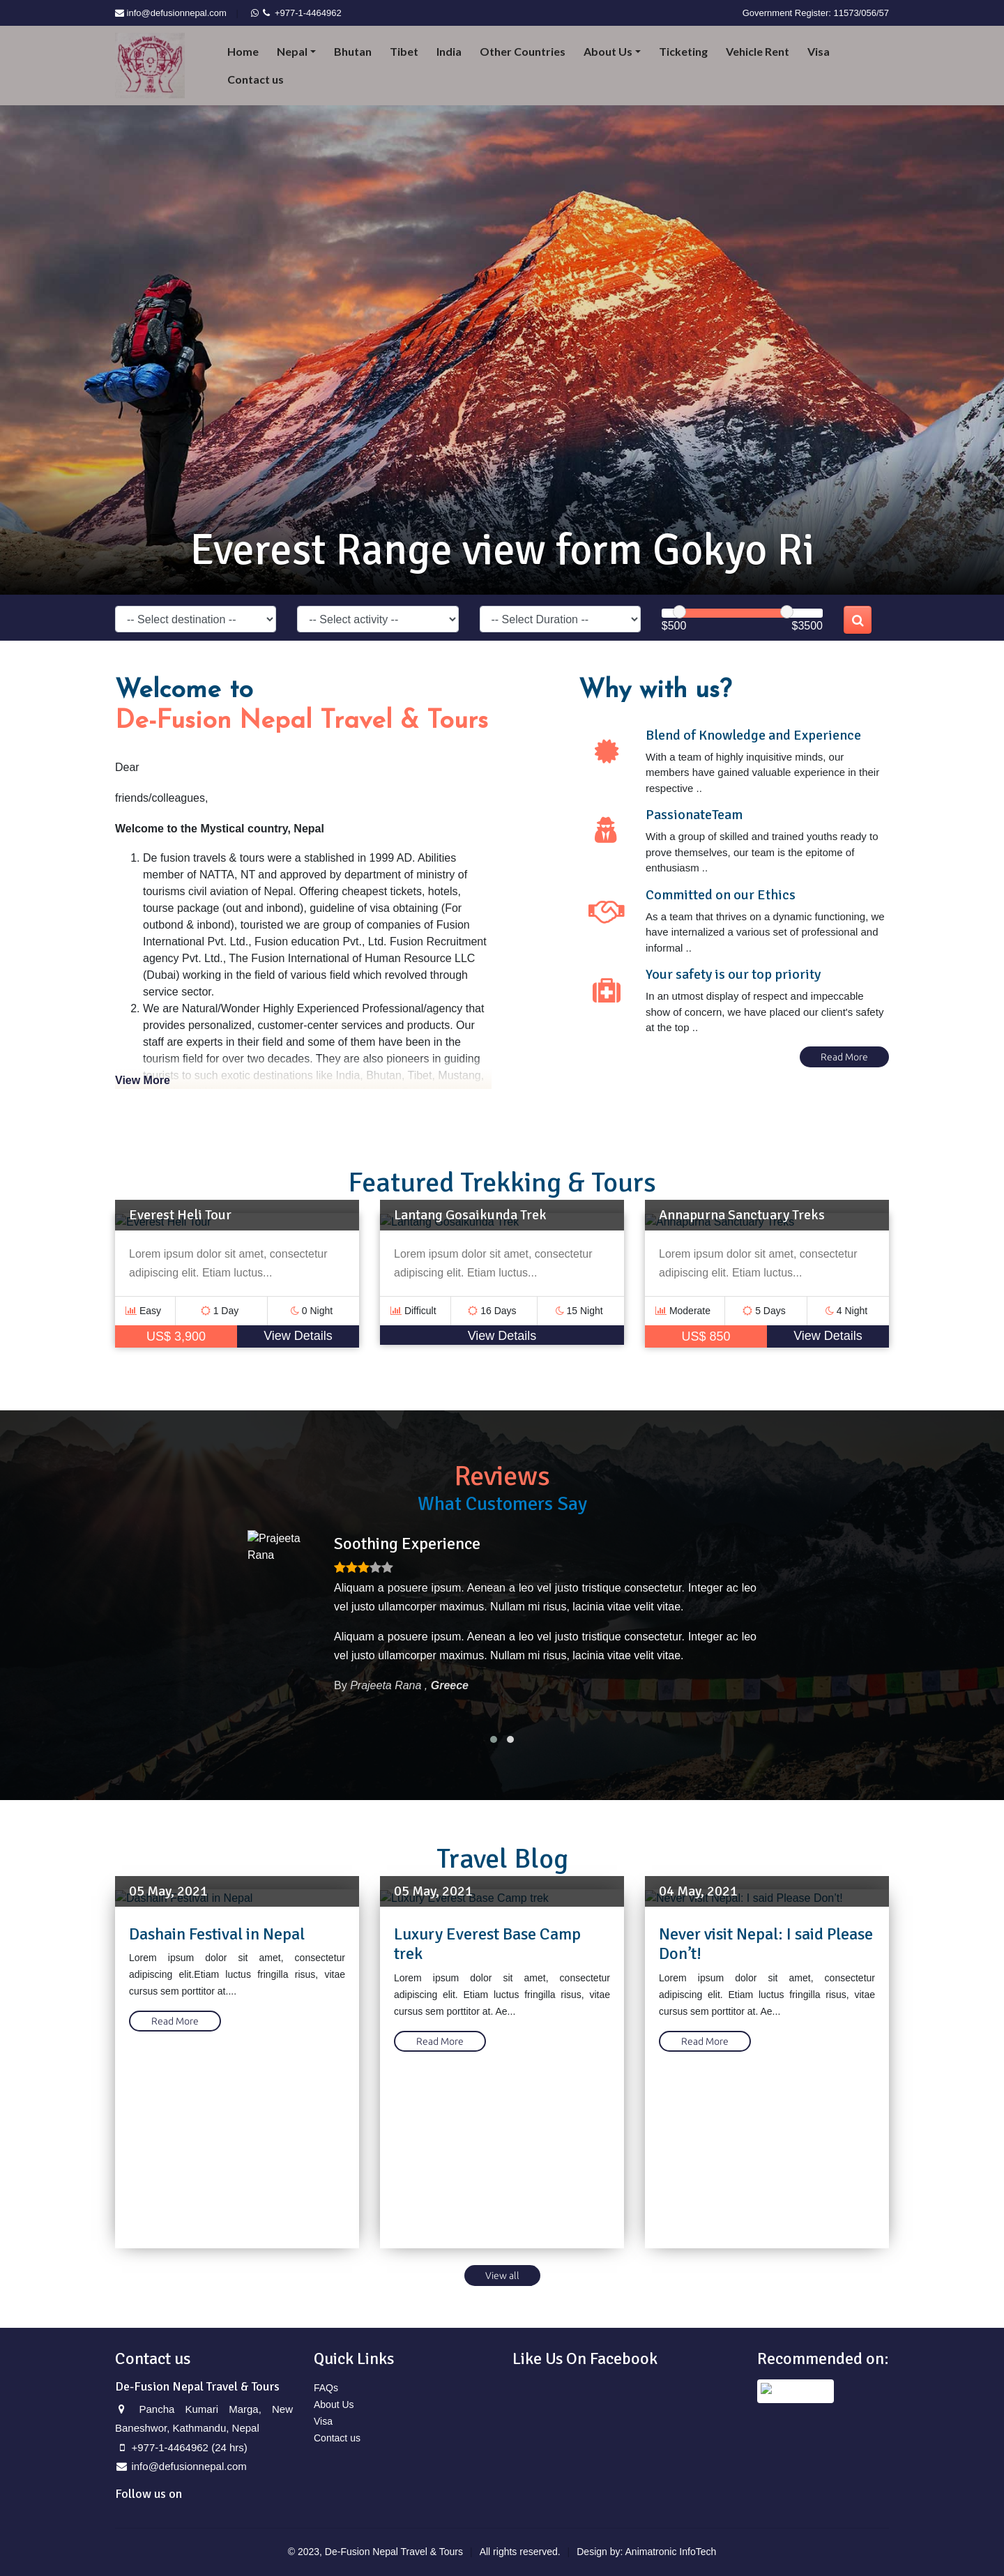 info@defusionnepal.com
+977-1-4464962
Government Register: 11573/056/57
Home
Nepal
Bhutan
Tibet
India
Other Countries
About Us
Ticketing
Vehicle Rent
Visa
Contact us
Everest Range view form Gokyo Ri
-- Select destination --
-- Select activity --
-- Select Duration --
$500
$3500
Welcome to
De-Fusion Nepal Travel & Tours
Dear
friends/colleagues,
Welcome to the Mystical country, Nepal
1. De fusion travels & tours were a stablished in 1999 AD. Abilities
member of NATTA, NT and approved by department of ministry of
tourisms civil aviation of Nepal. Offering cheapest tickets, hotels,
tourse package (out and inbond), guideline of visa obtaining (For
outbond & inbond), touristed we are group of companies of Fusion
International Pvt. Ltd., Fusion education Pvt., Ltd. Fusion Recruitment
agency Pvt. Ltd., The Fusion International of Human Resource LLC
(Dubai) working in the field of various field which revolved through
service sector.
2. We are Natural/Wonder Highly Experienced Professional/agency that
provides personalized, customer-center services and products. Our
staff are experts in their field and some of them have been in the
tourism field for over two decades. They are also pioneers in guiding
tourists to such exotic destinations like India, Bhutan, Tibet, Mustang,
View More
Why with us?
Blend of Knowledge and Experience
With a team of highly inquisitive minds, our
members have gained valuable experience in their
respective ..
PassionateTeam
With a group of skilled and trained youths ready to
prove themselves, our team is the epitome of
enthusiasm ..
Committed on our Ethics
As a team that thrives on a dynamic functioning, we
have internalized a various set of professional and
informal ..
Your safety is our top priority
In an utmost display of respect and impeccable
show of concern, we have placed our client's safety
at the top ..
Read More
Featured Trekking & Tours
Everest Heli Tour
Everest Heli Tour
Lorem ipsum dolor sit amet, consectetur
adipiscing elit. Etiam luctus...
Easy
1 Day
0 Night
US$ 3,900
View Details
Lantang Gosaikunda Trek
Lantang Gosaikunda Trek
Lorem ipsum dolor sit amet, consectetur
adipiscing elit. Etiam luctus...
Difficult
16 Days
15 Night
View Details
Annapurna Sanctuary Treks
Annapurna Sanctuary Treks
Lorem ipsum dolor sit amet, consectetur
adipiscing elit. Etiam luctus...
Moderate
5 Days
4 Night
US$ 850
View Details
Reviews
What Customers Say
Prajeeta
Rana
Soothing Experience
Aliquam a posuere ipsum. Aenean a leo vel justo tristique consectetur. Integer ac leo
vel justo ullamcorper maximus. Nullam mi risus, lacinia vitae velit vitae.
Aliquam a posuere ipsum. Aenean a leo vel justo tristique consectetur. Integer ac leo
vel justo ullamcorper maximus. Nullam mi risus, lacinia vitae velit vitae.
By Prajeeta Rana , Greece
Travel Blog
05 May, 2021
Dashain Festival in Nepal
Dashain Festival in Nepal
Lorem ipsum dolor sit amet, consectetur
adipiscing elit.Etiam luctus fringilla risus, vitae
cursus sem porttitor at....
Read More
05 May, 2021
Luxury Everest Base Camp trek
Luxury Everest Base Camp
trek
Lorem ipsum dolor sit amet, consectetur
adipiscing elit. Etiam luctus fringilla risus, vitae
cursus sem porttitor at. Ae...
Read More
04 May, 2021
Never visit Nepal: I said Please Don't!
Never visit Nepal: I said Please
Don't!
Lorem ipsum dolor sit amet, consectetur
adipiscing elit. Etiam luctus fringilla risus, vitae
cursus sem porttitor at. Ae...
Read More
View all
Contact us
De-Fusion Nepal Travel & Tours
Pancha Kumari Marga, New
Baneshwor, Kathmandu, Nepal
+977-1-4464962 (24 hrs)
info@defusionnepal.com
Follow us on
Quick Links
FAQs
About Us
Visa
Contact us
Like Us On Facebook
Recommended on:
© 2023, De-Fusion Nepal Travel & Tours
All rights reserved.
Design by: Animatronic InfoTech